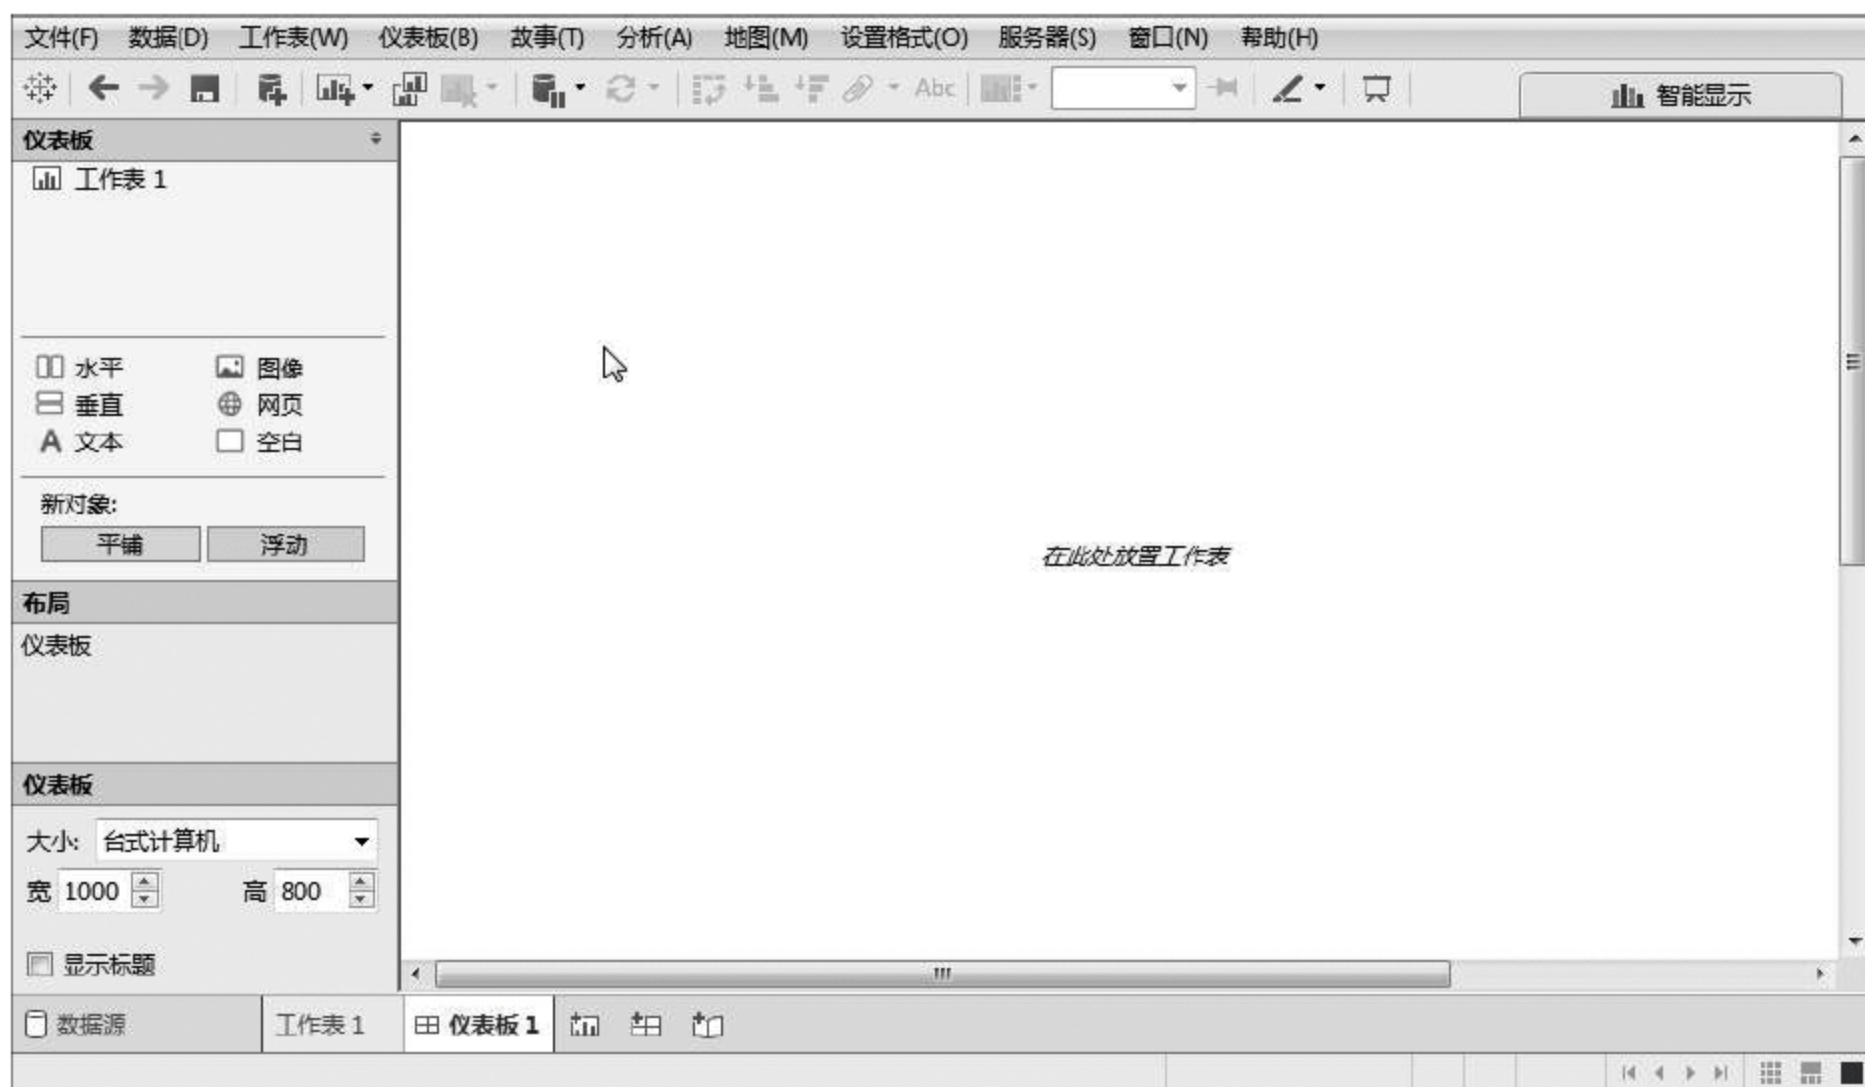 文件(F) 数据(D) 工作表(W) 仪表板(B) 故事(T) 分析(A) 地图(M) 设置格式(O) 服务器(S) 窗口(N) 帮助(H)
Abc 智能显示
仪表板
工作表 1
水平 图像
垂直 网页
A 文本 空白
新对象:
平铺 浮动
在此处放置工作表
布局
仪表板
仪表板
大小: 台式计算机
宽 1000 高 800
显示标题
数据源 工作表 1 仪表板 1